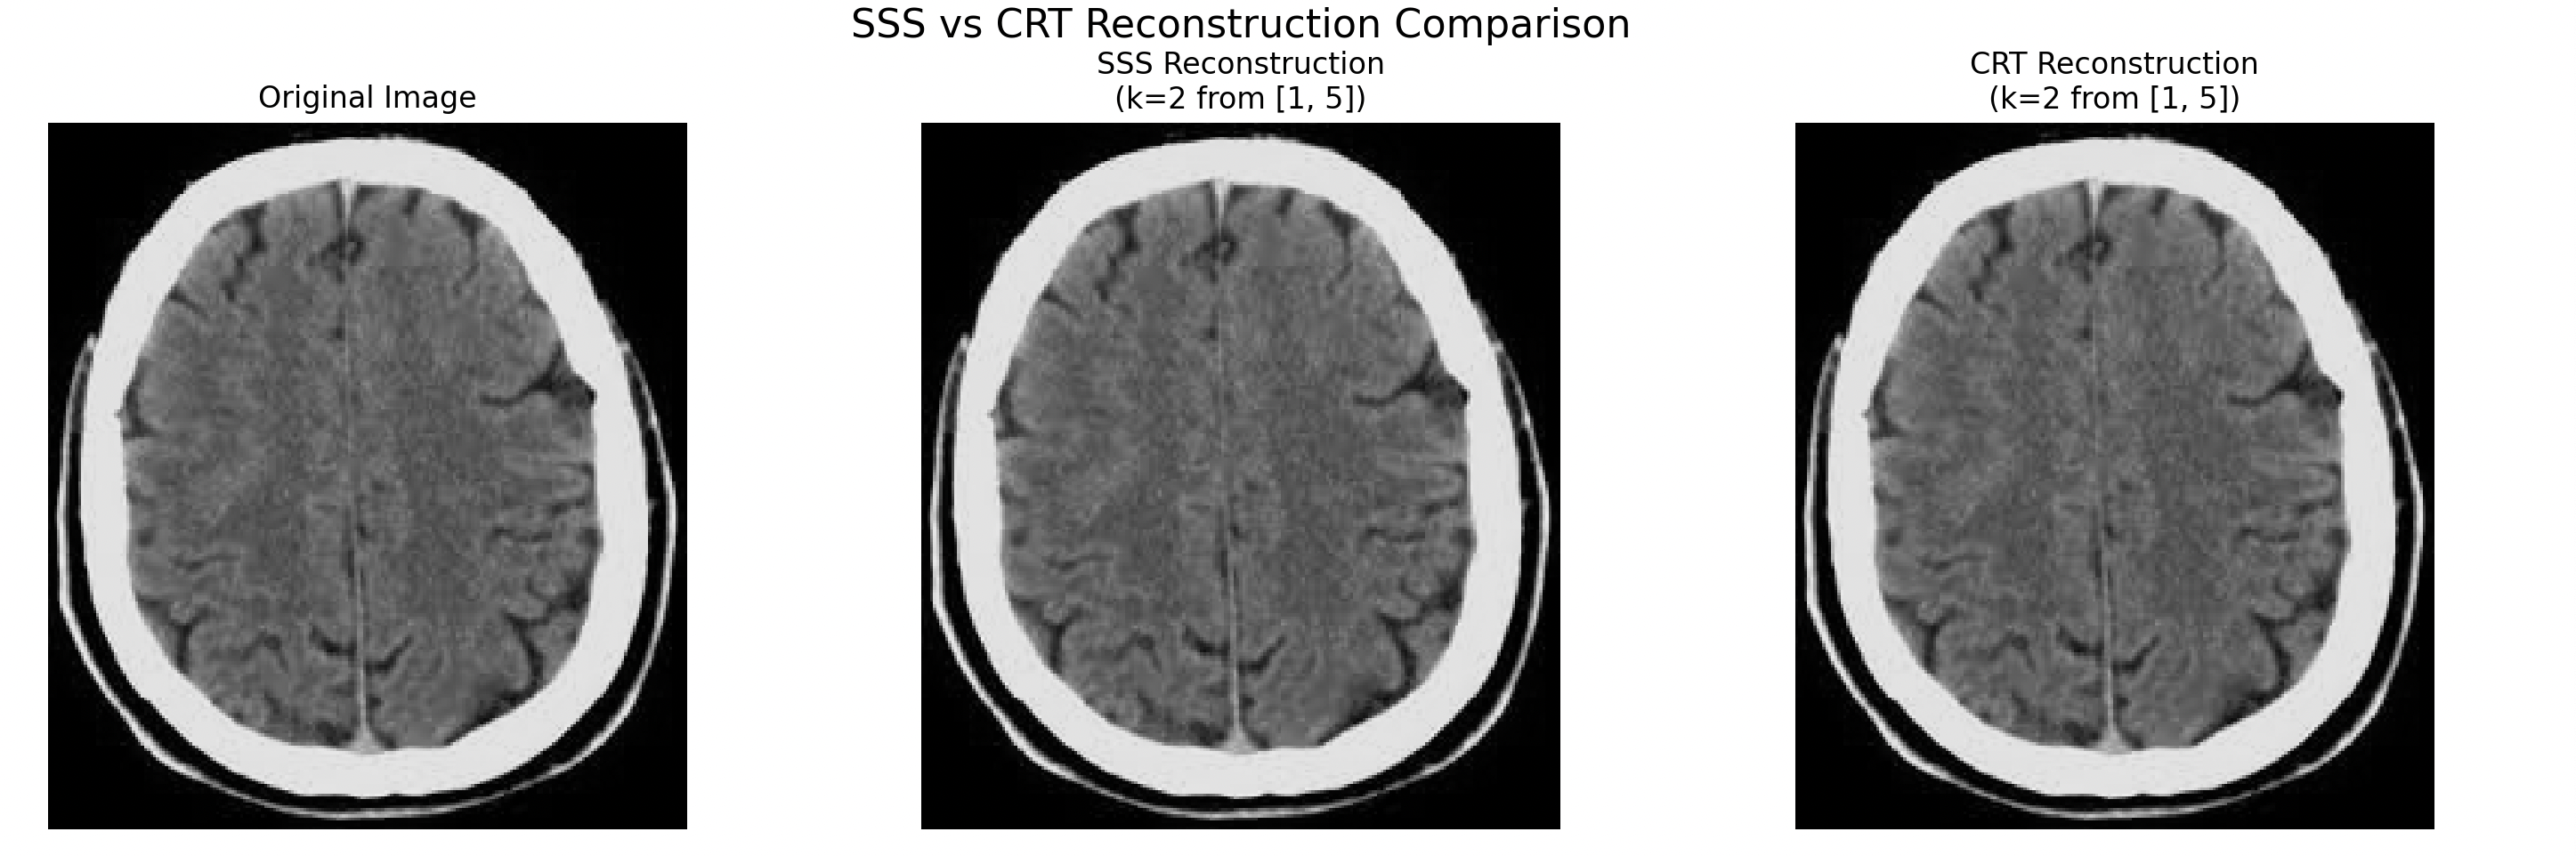 SSS vs CRT Reconstruction Comparison
Original Image
SSS Reconstruction
(k=2 from [1, 5])
CRT Reconstruction
(k=2 from [1, 5])